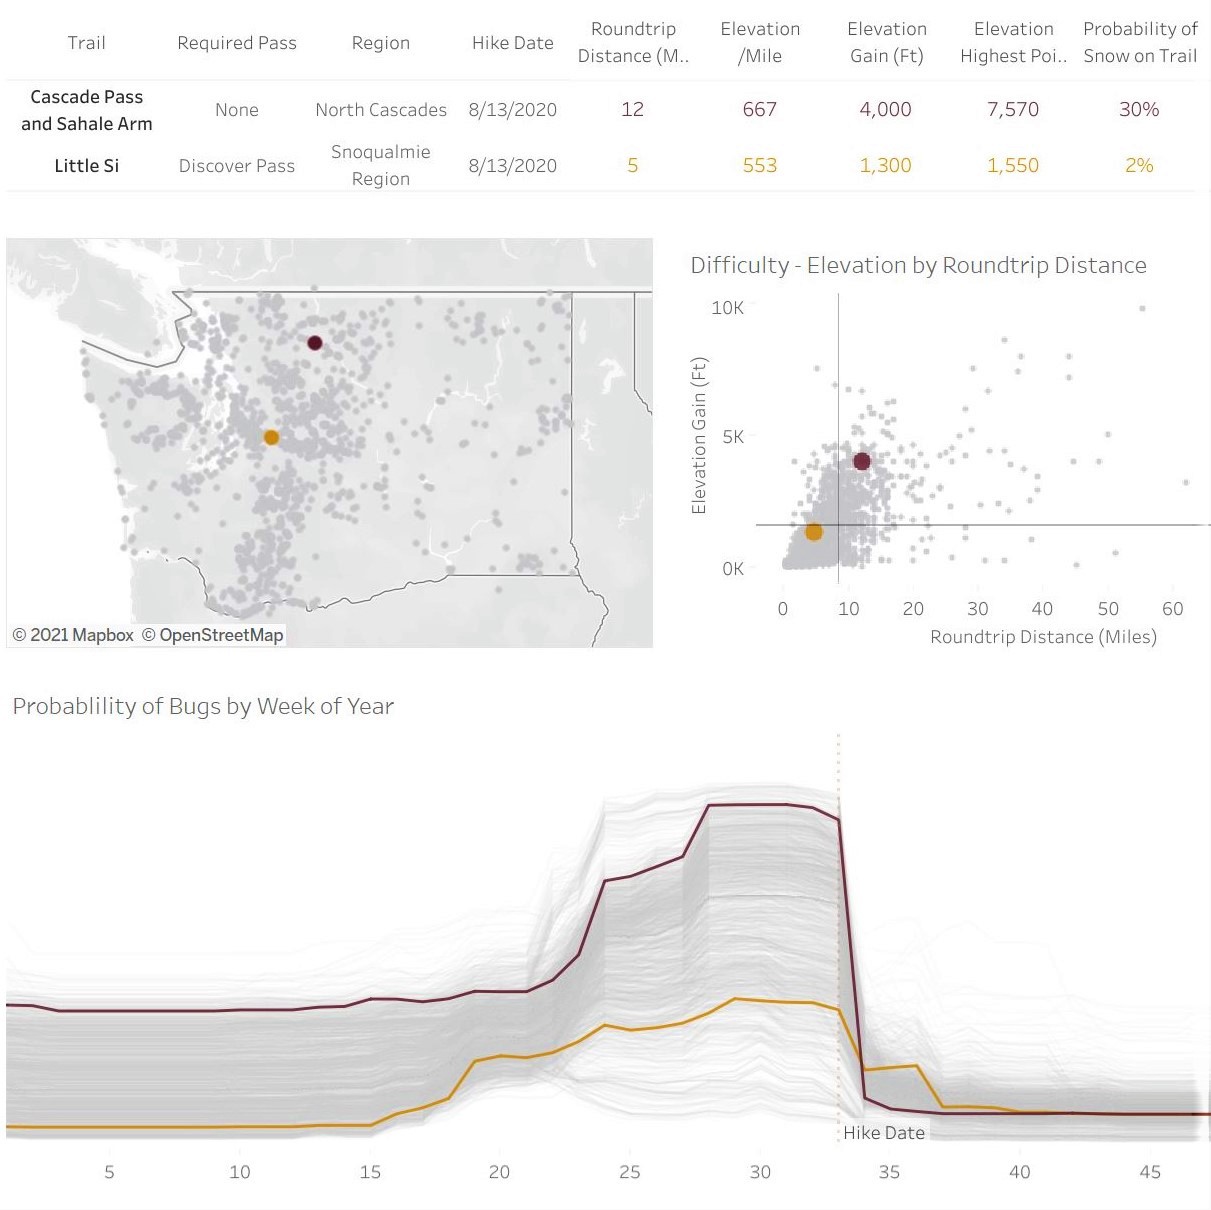 Trail Required Pass Region Hike Date Roundtrip Distance (M.. Elevation /Mile Elevation Gain (Ft) Elevation Highest Poi.. Probability of Snow on Trail
Cascade Pass and Sahale Arm None North Cascades 8/13/2020 12 667 4,000 7,570 30%
Little Si Discover Pass Snoqualmie Region 8/13/2020 5 553 1,300 1,550 2%
© 2021 Mapbox © OpenStreetMap
Difficulty - Elevation by Roundtrip Distance
Elevation Gain (Ft)
10K
5K
0K
0 10 20 30 40 50 60
Roundtrip Distance (Miles)
Probablility of Bugs by Week of Year
Hike Date
5 10 15 20 25 30 35 40 45